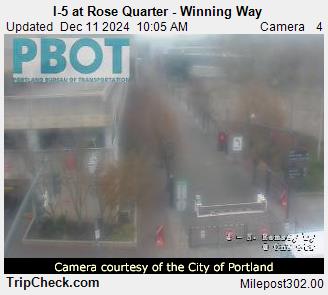 I-5 at Rose Quarter - Winning Way
Updated Dec 11 2024 10:05 AM Camera 4
PBOT
PORTLAND BUREAU OF TRANSPORTATION
Camera courtesy of the City of Portland
TripCheck.com Milepost302.00